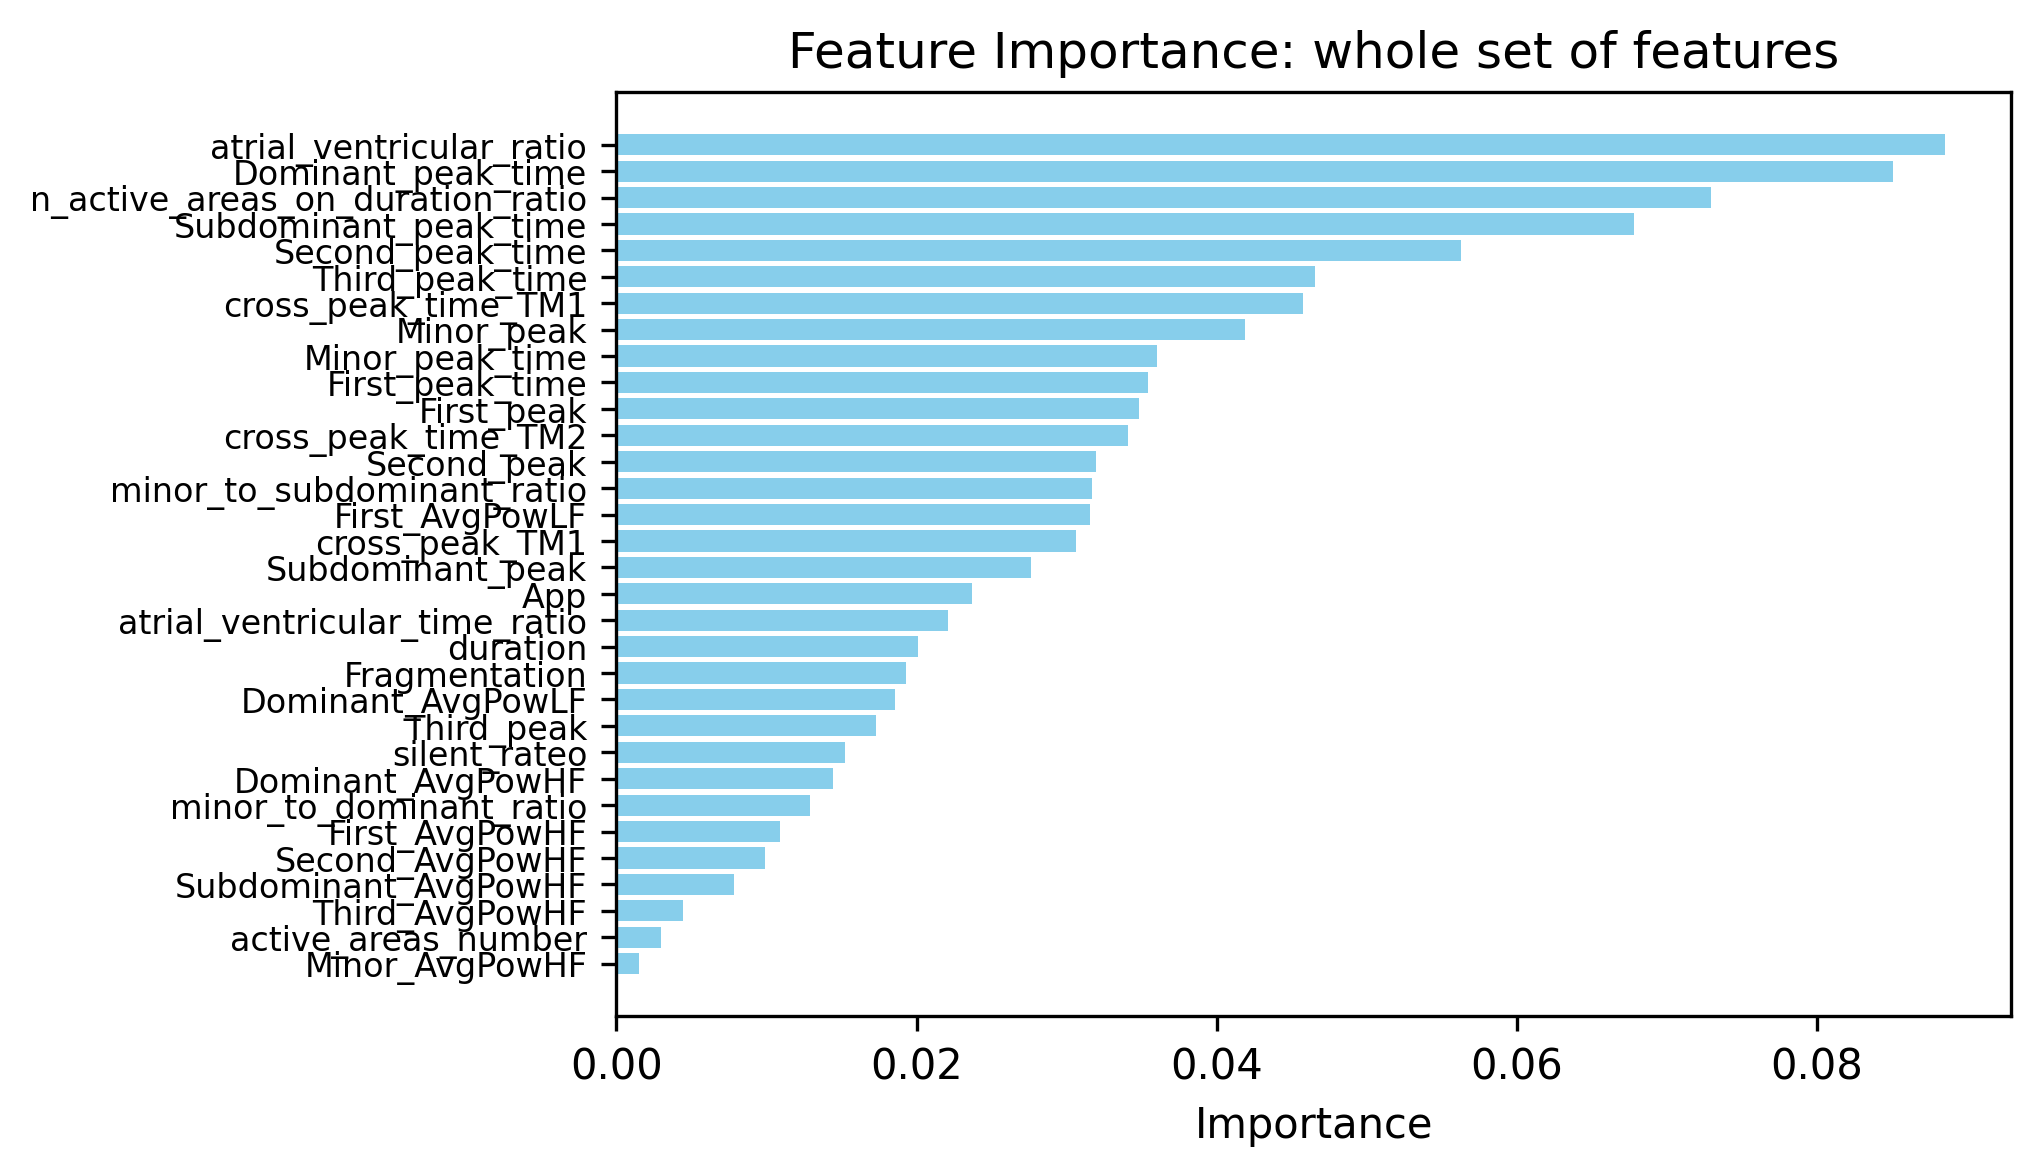 Feature Importance: whole set of features
atrial_ventricular_ratio
Dominant_peak_time
n_active_areas_on_duration_ratio
Subdominant_peak_time
Second_peak_time
Third_peak_time
cross_peak_time_TM1
Minor_peak
Minor_peak_time
First_peak_time
First_peak
cross_peak_time_TM2
Second_peak
minor_to_subdominant_ratio
First_AvgPowLF
cross_peak_TM1
Subdominant_peak
App
atrial_ventricular_time_ratio
duration
Fragmentation
Dominant_AvgPowLF
Third_peak
silent_rateo
Dominant_AvgPowHF
minor_to_dominant_ratio
First_AvgPowHF
Second_AvgPowHF
Subdominant_AvgPowHF
Third_AvgPowHF
active_areas_number
Minor_AvgPowHF
0.00 0.02 0.04 0.06 0.08
Importance